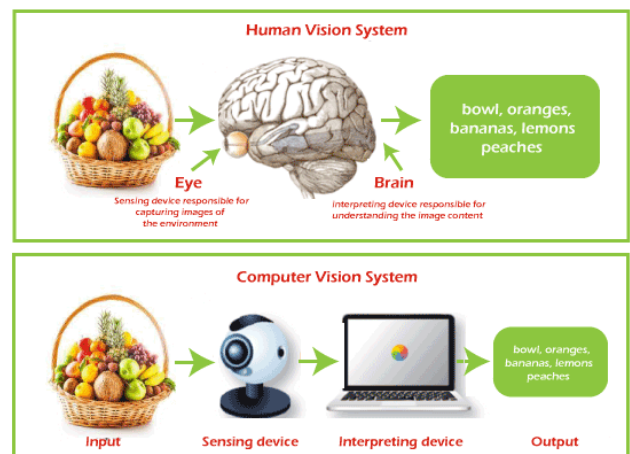 Human Vision System
bowl, oranges,
bananas, lemons
peaches
Eye
Sensing device responsible for
capturing images of
the environment
Brain
Interpreting device responsible for
understanding the image content
Computer Vision System
bowl, oranges,
bananas, lemons
peaches
Input
Sensing device
Interpreting device
Output